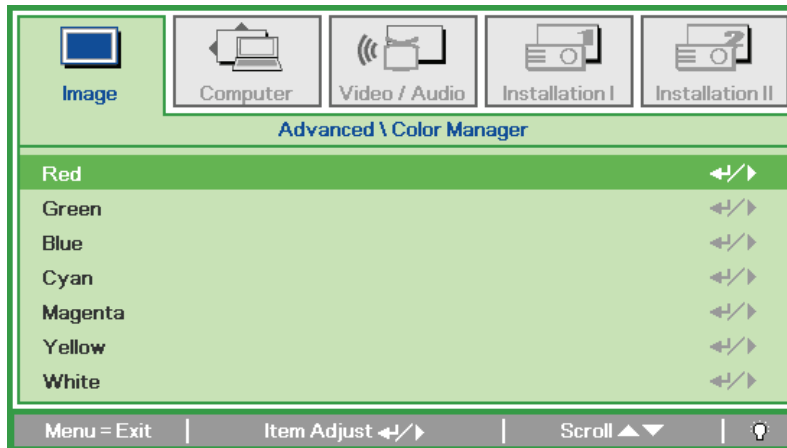 Image Computer Video / Audio Installation I Installation II
Advanced \ Color Manager
Red ↵/▶
Green ↵/▶
Blue ↵/▶
Cyan ↵/▶
Magenta ↵/▶
Yellow ↵/▶
White ↵/▶
Menu = Exit | Item Adjust ↵/▶ | Scroll ▲▼ |